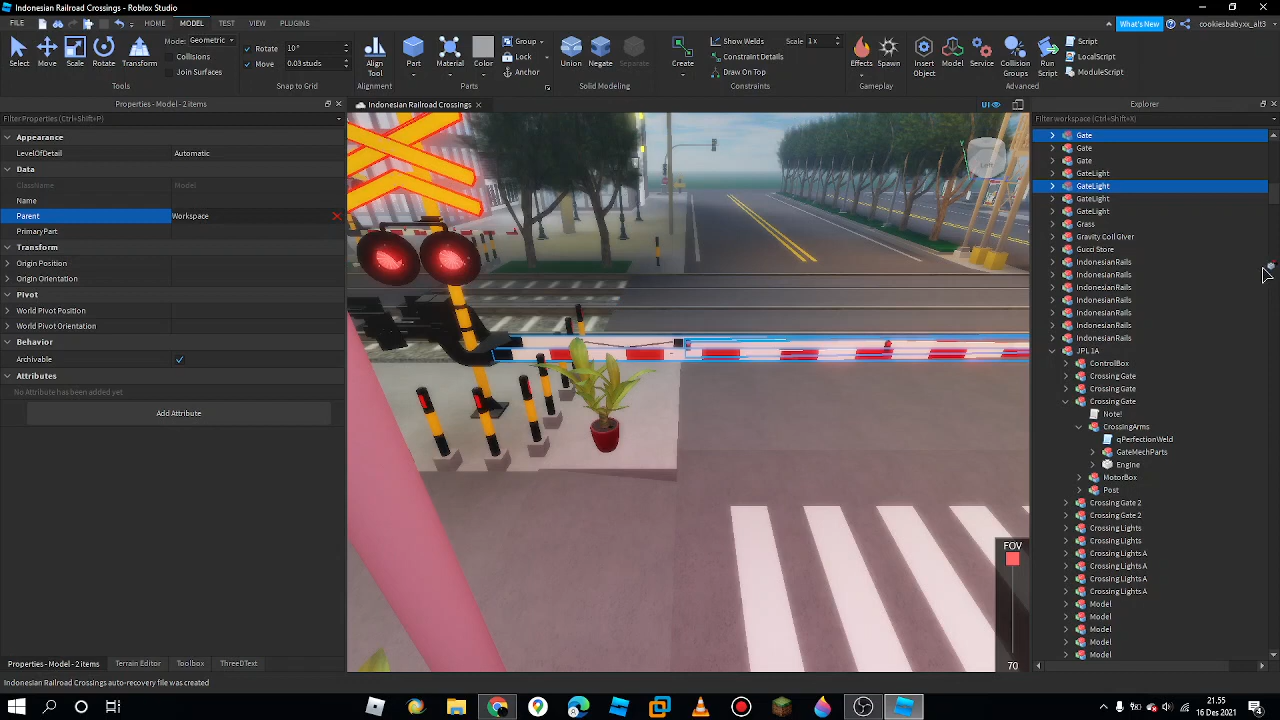 Indonesian Railroad Crossings - Roblox Studio
FILE HOME MODEL TEST VIEW PLUGINS What's New cookiesbabyxx_alt3
Select Move Scale Rotate Transform
Mode: Geometric
Collisions
Join Surfaces
Tools
Rotate 10°
Move 0.03 studs
Snap to Grid
Align Tool
Alignment
Part Material Color
Group
Lock
Anchor
Parts
Union Negate Separate
Solid Modeling
Create
Show Welds Scale 1 x
Constraint Details
Draw On Top
Constraints
Effects Spawn
Gameplay
Insert Object Model Service Collision Groups Run Script
Script
LocalScript
ModuleScript
Advanced
Properties - Model - 2 items
Filter Properties (Ctrl+Shift+P)
Appearance
LevelOfDetail Automatic
Data
ClassName Model
Name
Parent Workspace
PrimaryPart
Transform
Origin Position
Origin Orientation
Pivot
World Pivot Position
World Pivot Orientation
Behavior
Archivable
Attributes
No Attribute has been added yet
Add Attribute
Properties - Model - 2 items Terrain Editor Toolbox ThreeDText
Indonesian Railroad Crossings
UI
Left
FOV
70
Explorer
Filter workspace (Ctrl+Shift+X)
Gate
Gate
Gate
GateLight
GateLight
GateLight
GateLight
Grass
Gravity Coil Giver
Gucci Store
IndonesianRails
IndonesianRails
IndonesianRails
IndonesianRails
IndonesianRails
IndonesianRails
IndonesianRails
JPL 1A
ControlBox
Crossing Gate
Crossing Gate
Crossing Gate
Note!
CrossingArms
qPerfectionWeld
GateMechParts
Engine
MotorBox
Post
Crossing Gate 2
Crossing Gate 2
Crossing Lights
Crossing Lights
Crossing Lights A
Crossing Lights A
Crossing Lights A
Crossing Lights A
Model
Model
Model
Model
Model
Indonesian Railroad Crossings auto-recovery file was created
21.55
16 Des 2021